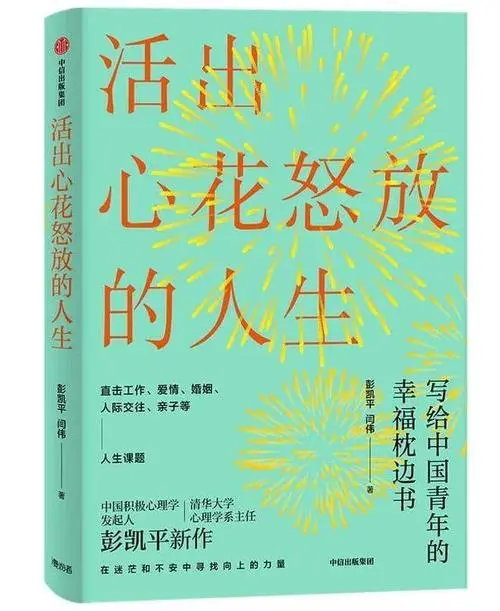 中信出版集团
活出心花怒放的人生
彭凯平 闫伟
著
活出
心花怒放
的人生
直击工作、爱情、婚姻、
人际交往、亲子等
人生课题
写给中国青年的
幸福枕边书
彭凯平 闫伟
著
中国积极心理学
发起人
清华大学
心理学系主任
彭凯平新作
在迷茫和不安中寻找向上的力量
中信出版集团